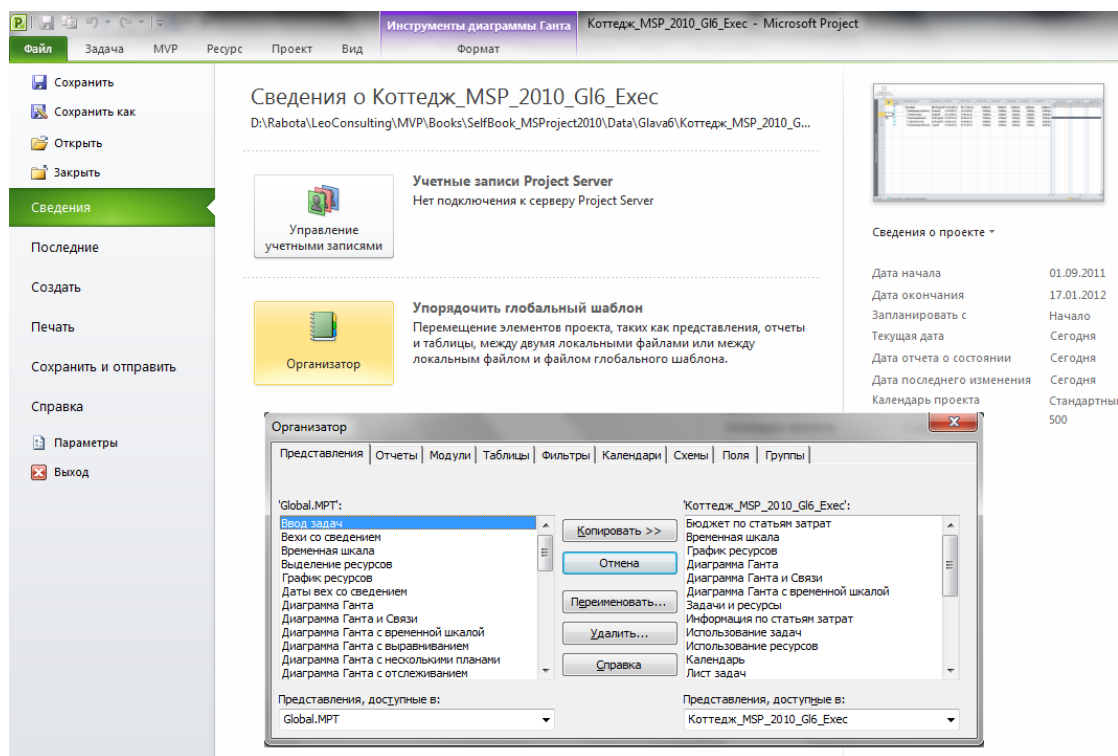 Инструменты диаграммы Ганта
Коттедж_MSP_2010_Gl6_Exec - Microsoft Project
Файл
Задача
MVP
Ресурс
Проект
Вид
Формат
Сохранить
Сохранить как
Открыть
Закрыть
Сведения
Последние
Создать
Печать
Сохранить и отправить
Справка
Параметры
Выход
Сведения о Коттедж_MSP_2010_Gl6_Exec
D:\Rabota\LeoConsulting\MVP\Books\SelfBook_MSProject2010\Data\Glava6\Коттедж_MSP_2010_G...
Управление
учетными записями
Учетные записи Project Server
Нет подключения к серверу Project Server
Организатор
Упорядочить глобальный шаблон
Перемещение элементов проекта, таких как представления, отчеты
и таблицы, между двумя локальными файлами или между
локальным файлом и файлом глобального шаблона.
Сведения о проекте
Дата начала 01.09.2011
Дата окончания 17.01.2012
Запланировать с Начало
Текущая дата Сегодня
Дата отчета о состоянии Сегодня
Дата последнего изменения Сегодня
Календарь проекта Стандартны
500
Организатор
Представления
Отчеты
Модули
Таблицы
Фильтры
Календари
Схемы
Поля
Группы
'Global.MPT':
Ввод задач
Вехи со сведением
Временная шкала
Выделение ресурсов
График ресурсов
Даты вех со сведением
Диаграмма Ганта
Диаграмма Ганта и Связи
Диаграмма Ганта с временной шкалой
Диаграмма Ганта с выравниванием
Диаграмма Ганта с несколькими планами
Диаграмма Ганта с отслеживанием
Копировать >>
Отмена
Переименовать...
Удалить...
Справка
'Коттедж_MSP_2010_Gl6_Exec':
Бюджет по статьям затрат
Временная шкала
График ресурсов
Диаграмма Ганта
Диаграмма Ганта и Связи
Диаграмма Ганта с временной шкалой
Задачи и ресурсы
Информация по статьям затрат
Использование задач
Использование ресурсов
Календарь
Лист задач
Представления, доступные в:
Global.MPT
Представления, доступные в:
Коттедж_MSP_2010_Gl6_Exec